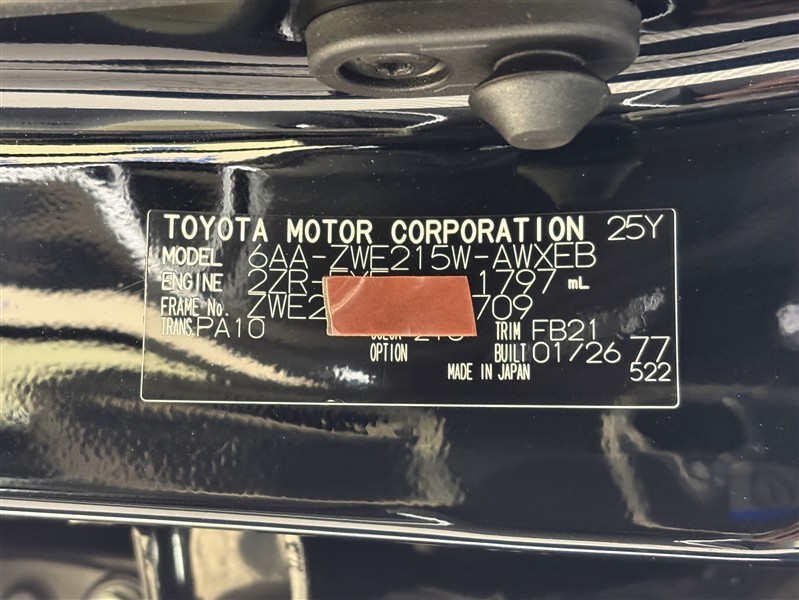 TOYOTA MOTOR CORPORATION 25Y
MODEL 6AA-ZWE215W-AWXEB
ENGINE 2ZR- 1797 mL
FRAME No. ZWE2 709
TRANS. PA10 TRIM FB21
OPTION BUILT 01/26 77
MADE IN JAPAN 522